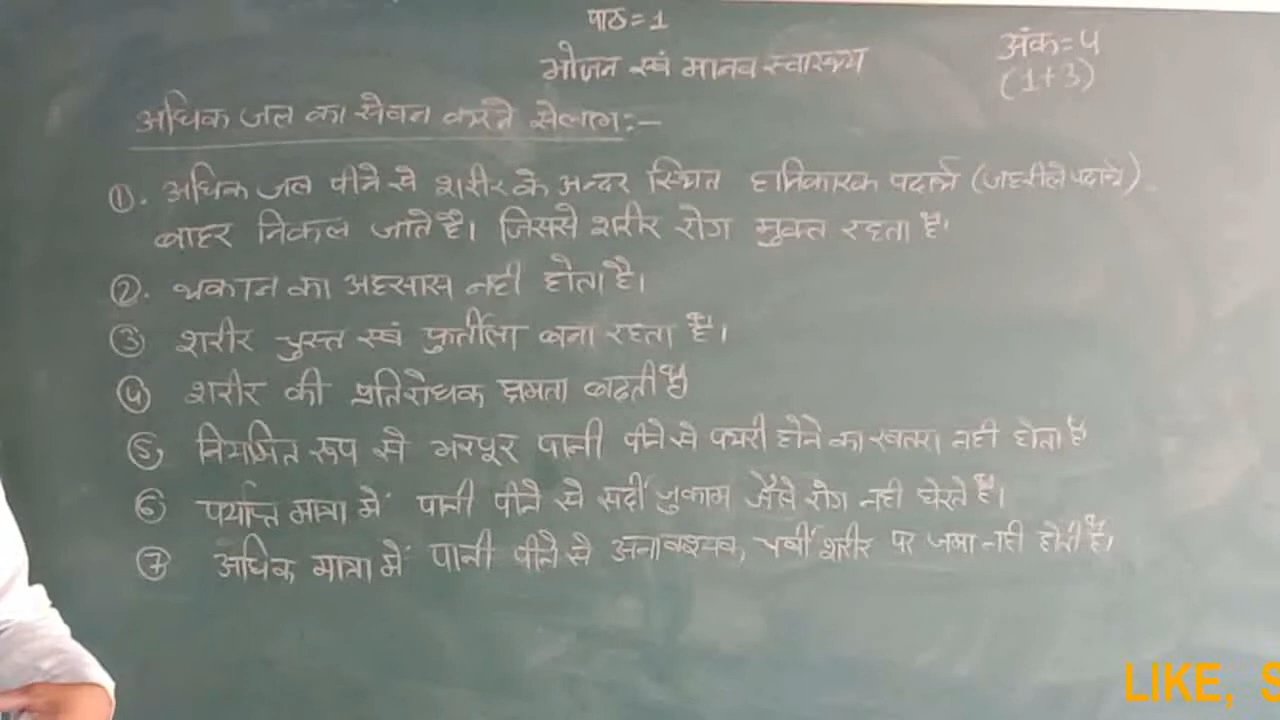 पाठ=1
भोजन एवं मानव स्वास्थ्य
अंक=4
(1+3)
अधिक जल का सेवन करने से लाभ:-
①. अधिक जल पीने से शरीर के अन्दर स्थित हानिकारक पदार्थ (जहरीले पदार्थ)
बाहर निकल जाते है। जिससे शरीर रोग मुक्त रहता है।
②. थकान का अहसास नही होता है।
③ शरीर चुस्त एवं फुर्तीला बना रहता है।
④ शरीर की प्रतिरोधक क्षमता बढ़ती है
⑤ नियमित रूप से भरपूर पानी पीने से पथरी होने का खतरा नही होता है
⑥ पर्याप्त मात्रा में पानी पीने से सर्दी जुकाम जैसे रोग नही घेरते है।
⑦ अधिक मात्रा में पानी पीने से अनावश्यक, चर्बी शरीर पर जमा नही होती है।
LIKE, S